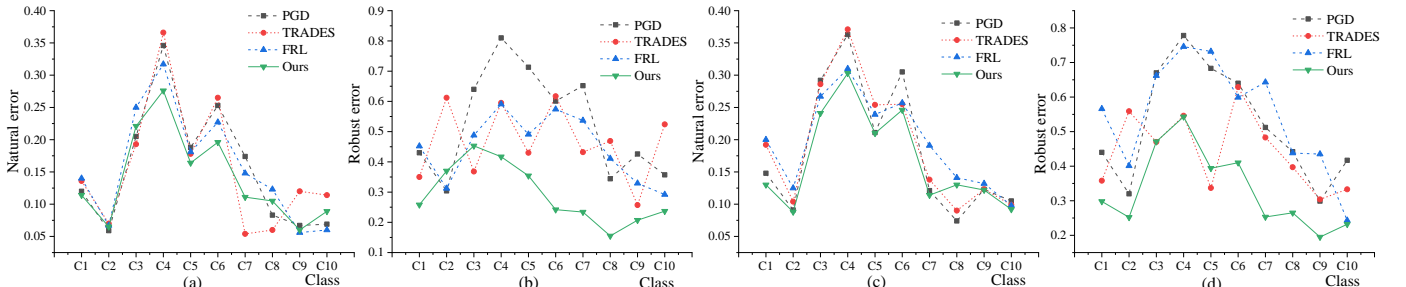 Natural error
0.40
0.35
0.30
0.25
0.20
0.15
0.10
0.05
PGD
TRADES
FRL
Ours
C1 C2 C3 C4 C5 C6 C7 C8 C9 C10
Class
(a)
Robust error
0.9
0.8
0.7
0.6
0.5
0.4
0.3
0.2
0.1
PGD
TRADES
FRL
Ours
C1 C2 C3 C4 C5 C6 C7 C8 C9 C10
Class
(b)
Natural error
0.40
0.35
0.30
0.25
0.20
0.15
0.10
0.05
PGD
TRADES
FRL
Ours
C1 C2 C3 C4 C5 C6 C7 C8 C9 C10
Class
(c)
Robust error
0.8
0.7
0.6
0.5
0.4
0.3
0.2
PGD
TRADES
FRL
Ours
C1 C2 C3 C4 C5 C6 C7 C8 C9 C10
Class
(d)